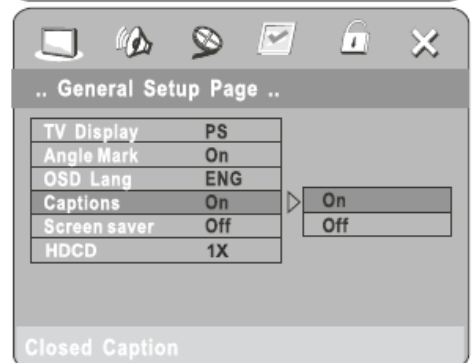 .. General Setup Page ..
TV Display PS
Angle Mark On
OSD Lang ENG
Captions On On
Screen saver Off Off
HDCD 1X
Closed Caption